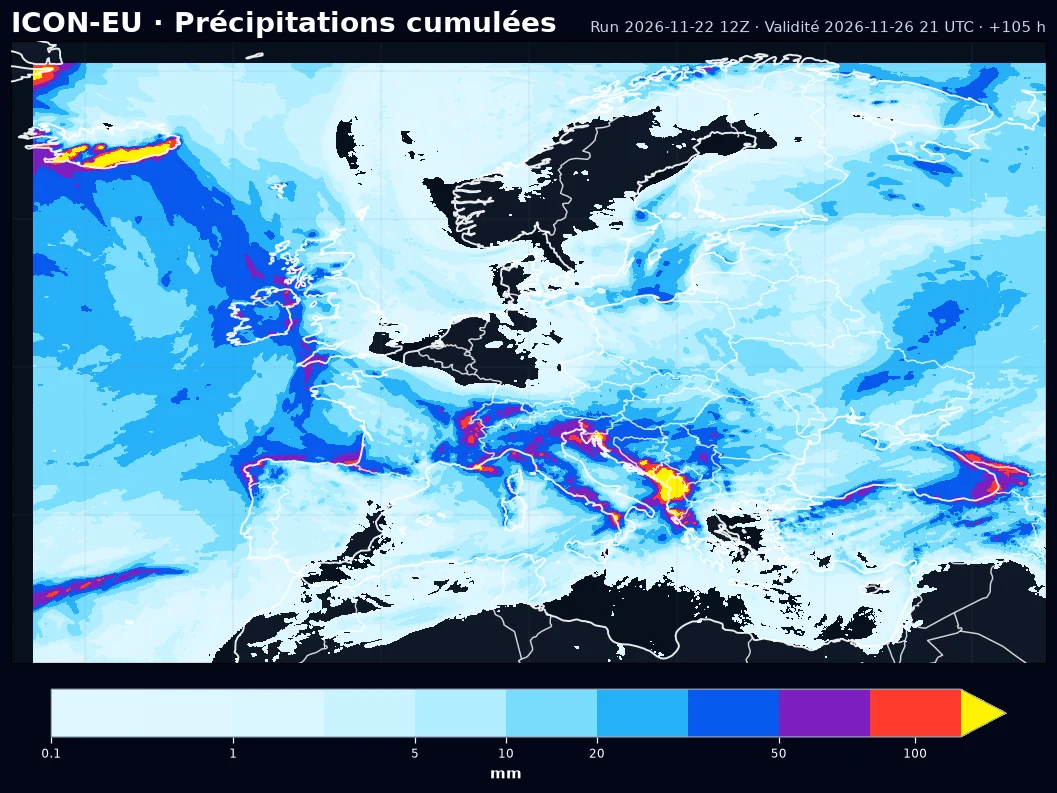 ICON-EU · Précipitations cumulées
Run 2026-11-22 12Z · Validité 2026-11-26 21 UTC · +105 h
0.1 1 5 10 20 50 100
mm